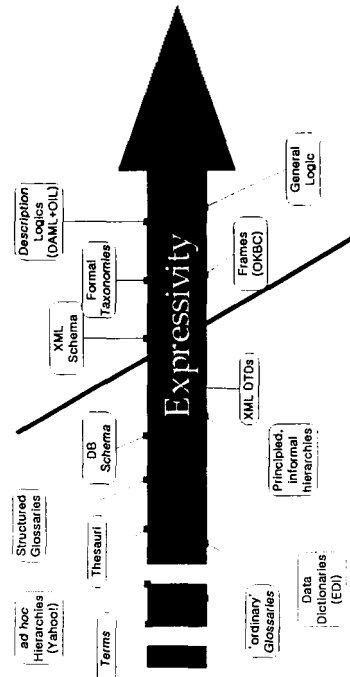 Terms
ad hoc
Hierarchies
(Yahoo!)
Thesauri
Structured
Glossaries
DB
Schema
XML
Schema
Formal
Taxonomies
Description
Logics
(DAML+OIL)
Expressivity
'ordinary'
Glossaries
Data
Dictionaries
(EDI)
Principled,
informal
hierarchies
XML DTDs
Frames
(OKBC)
General
Logic